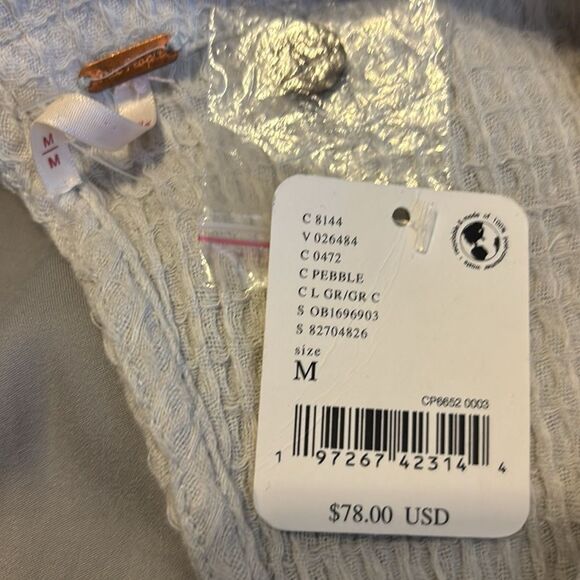 M
M
C 8144
V 026484
C 0472
C PEBBLE
C L GR/GR C
S OB1696903
S 82704826
size
M
CP6652 0003
1 97267 42314 4
$78.00 USD